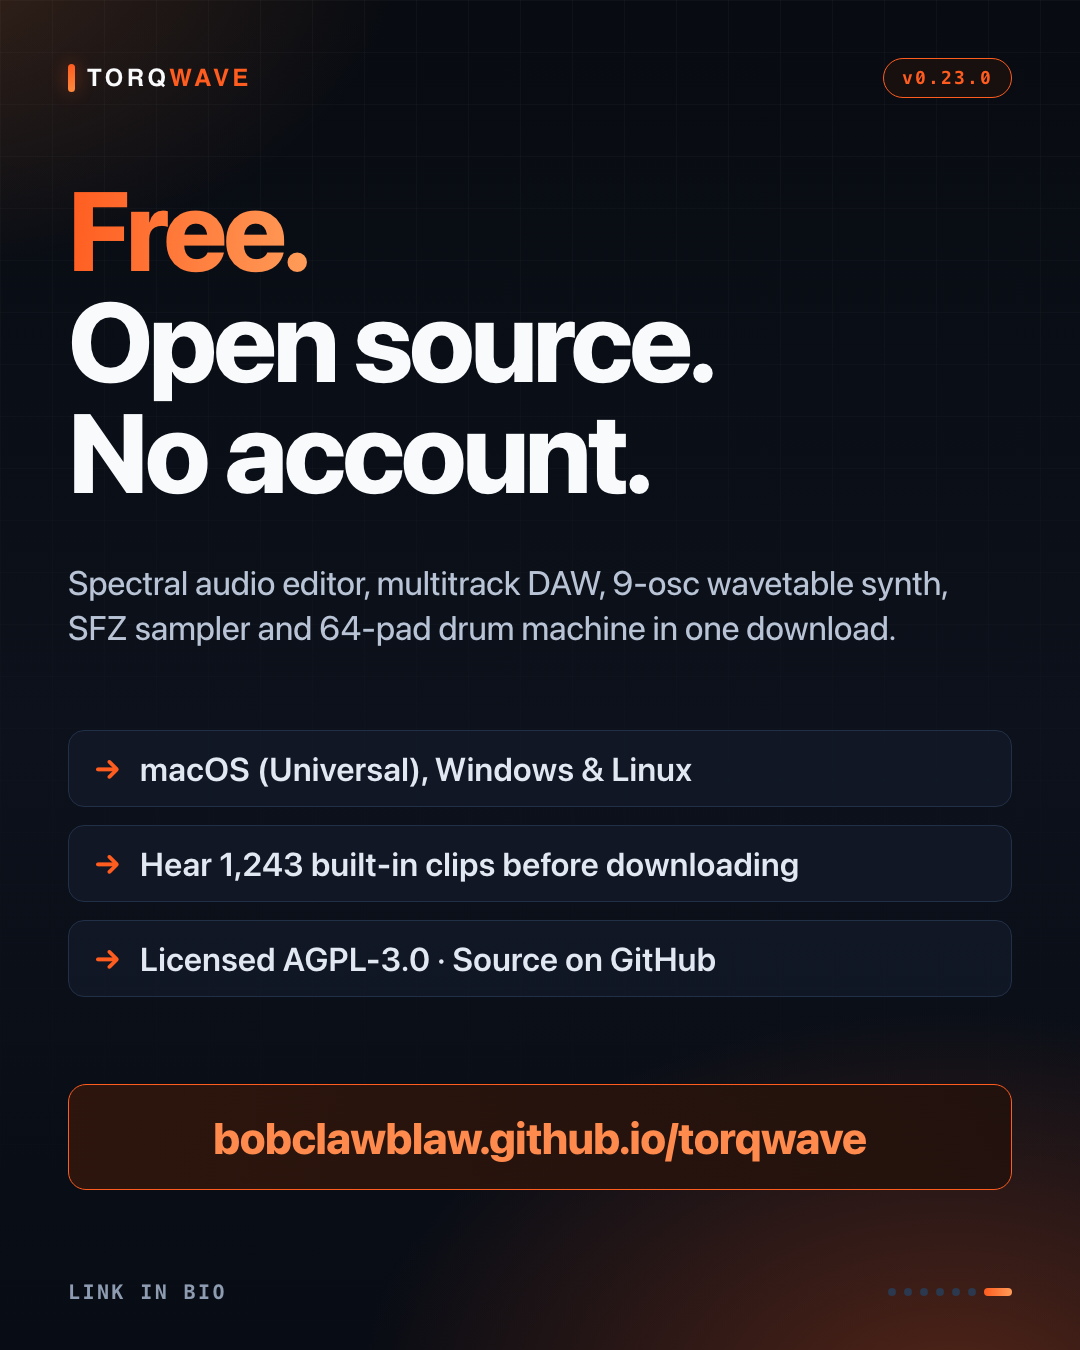 TORQWAVE
v0.23.0
Free.
Open source.
No account.
Spectral audio editor, multitrack DAW, 9-osc wavetable synth,
SFZ sampler and 64-pad drum machine in one download.
→ macOS (Universal), Windows & Linux
→ Hear 1,243 built-in clips before downloading
→ Licensed AGPL-3.0 · Source on GitHub
bobclawblaw.github.io/torqwave
LINK IN BIO